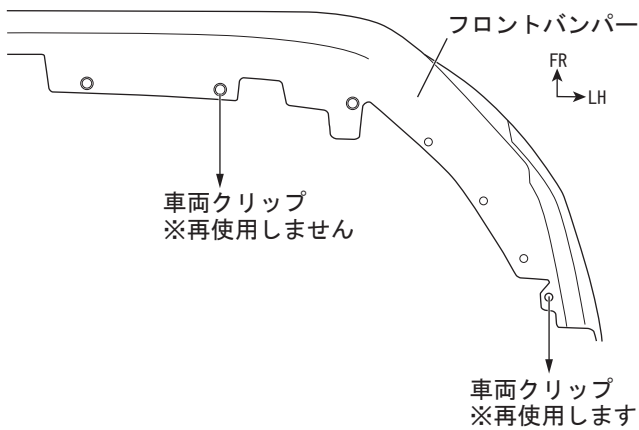 フロントバンパー
FR
LH
車両クリップ
※再使用しません
車両クリップ
※再使用します